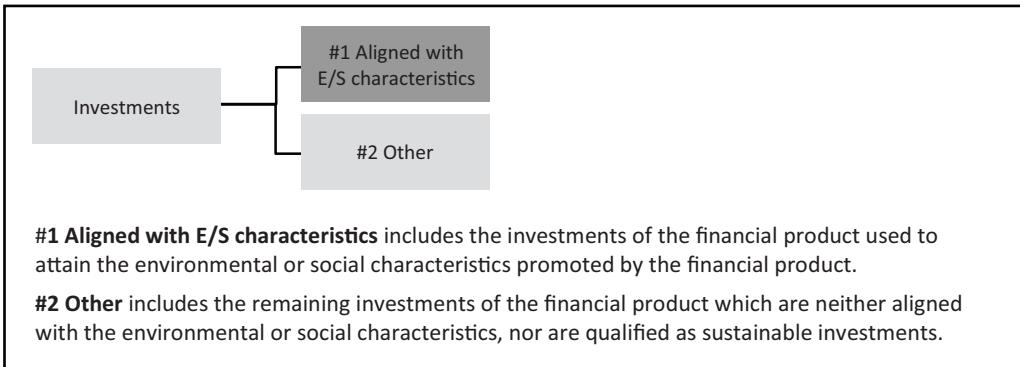 #1 Aligned with
E/S characteristics
Investments
#2 Other
#1 Aligned with E/S characteristics includes the investments of the financial product used to
attain the environmental or social characteristics promoted by the financial product.
#2 Other includes the remaining investments of the financial product which are neither aligned
with the environmental or social characteristics, nor are qualified as sustainable investments.